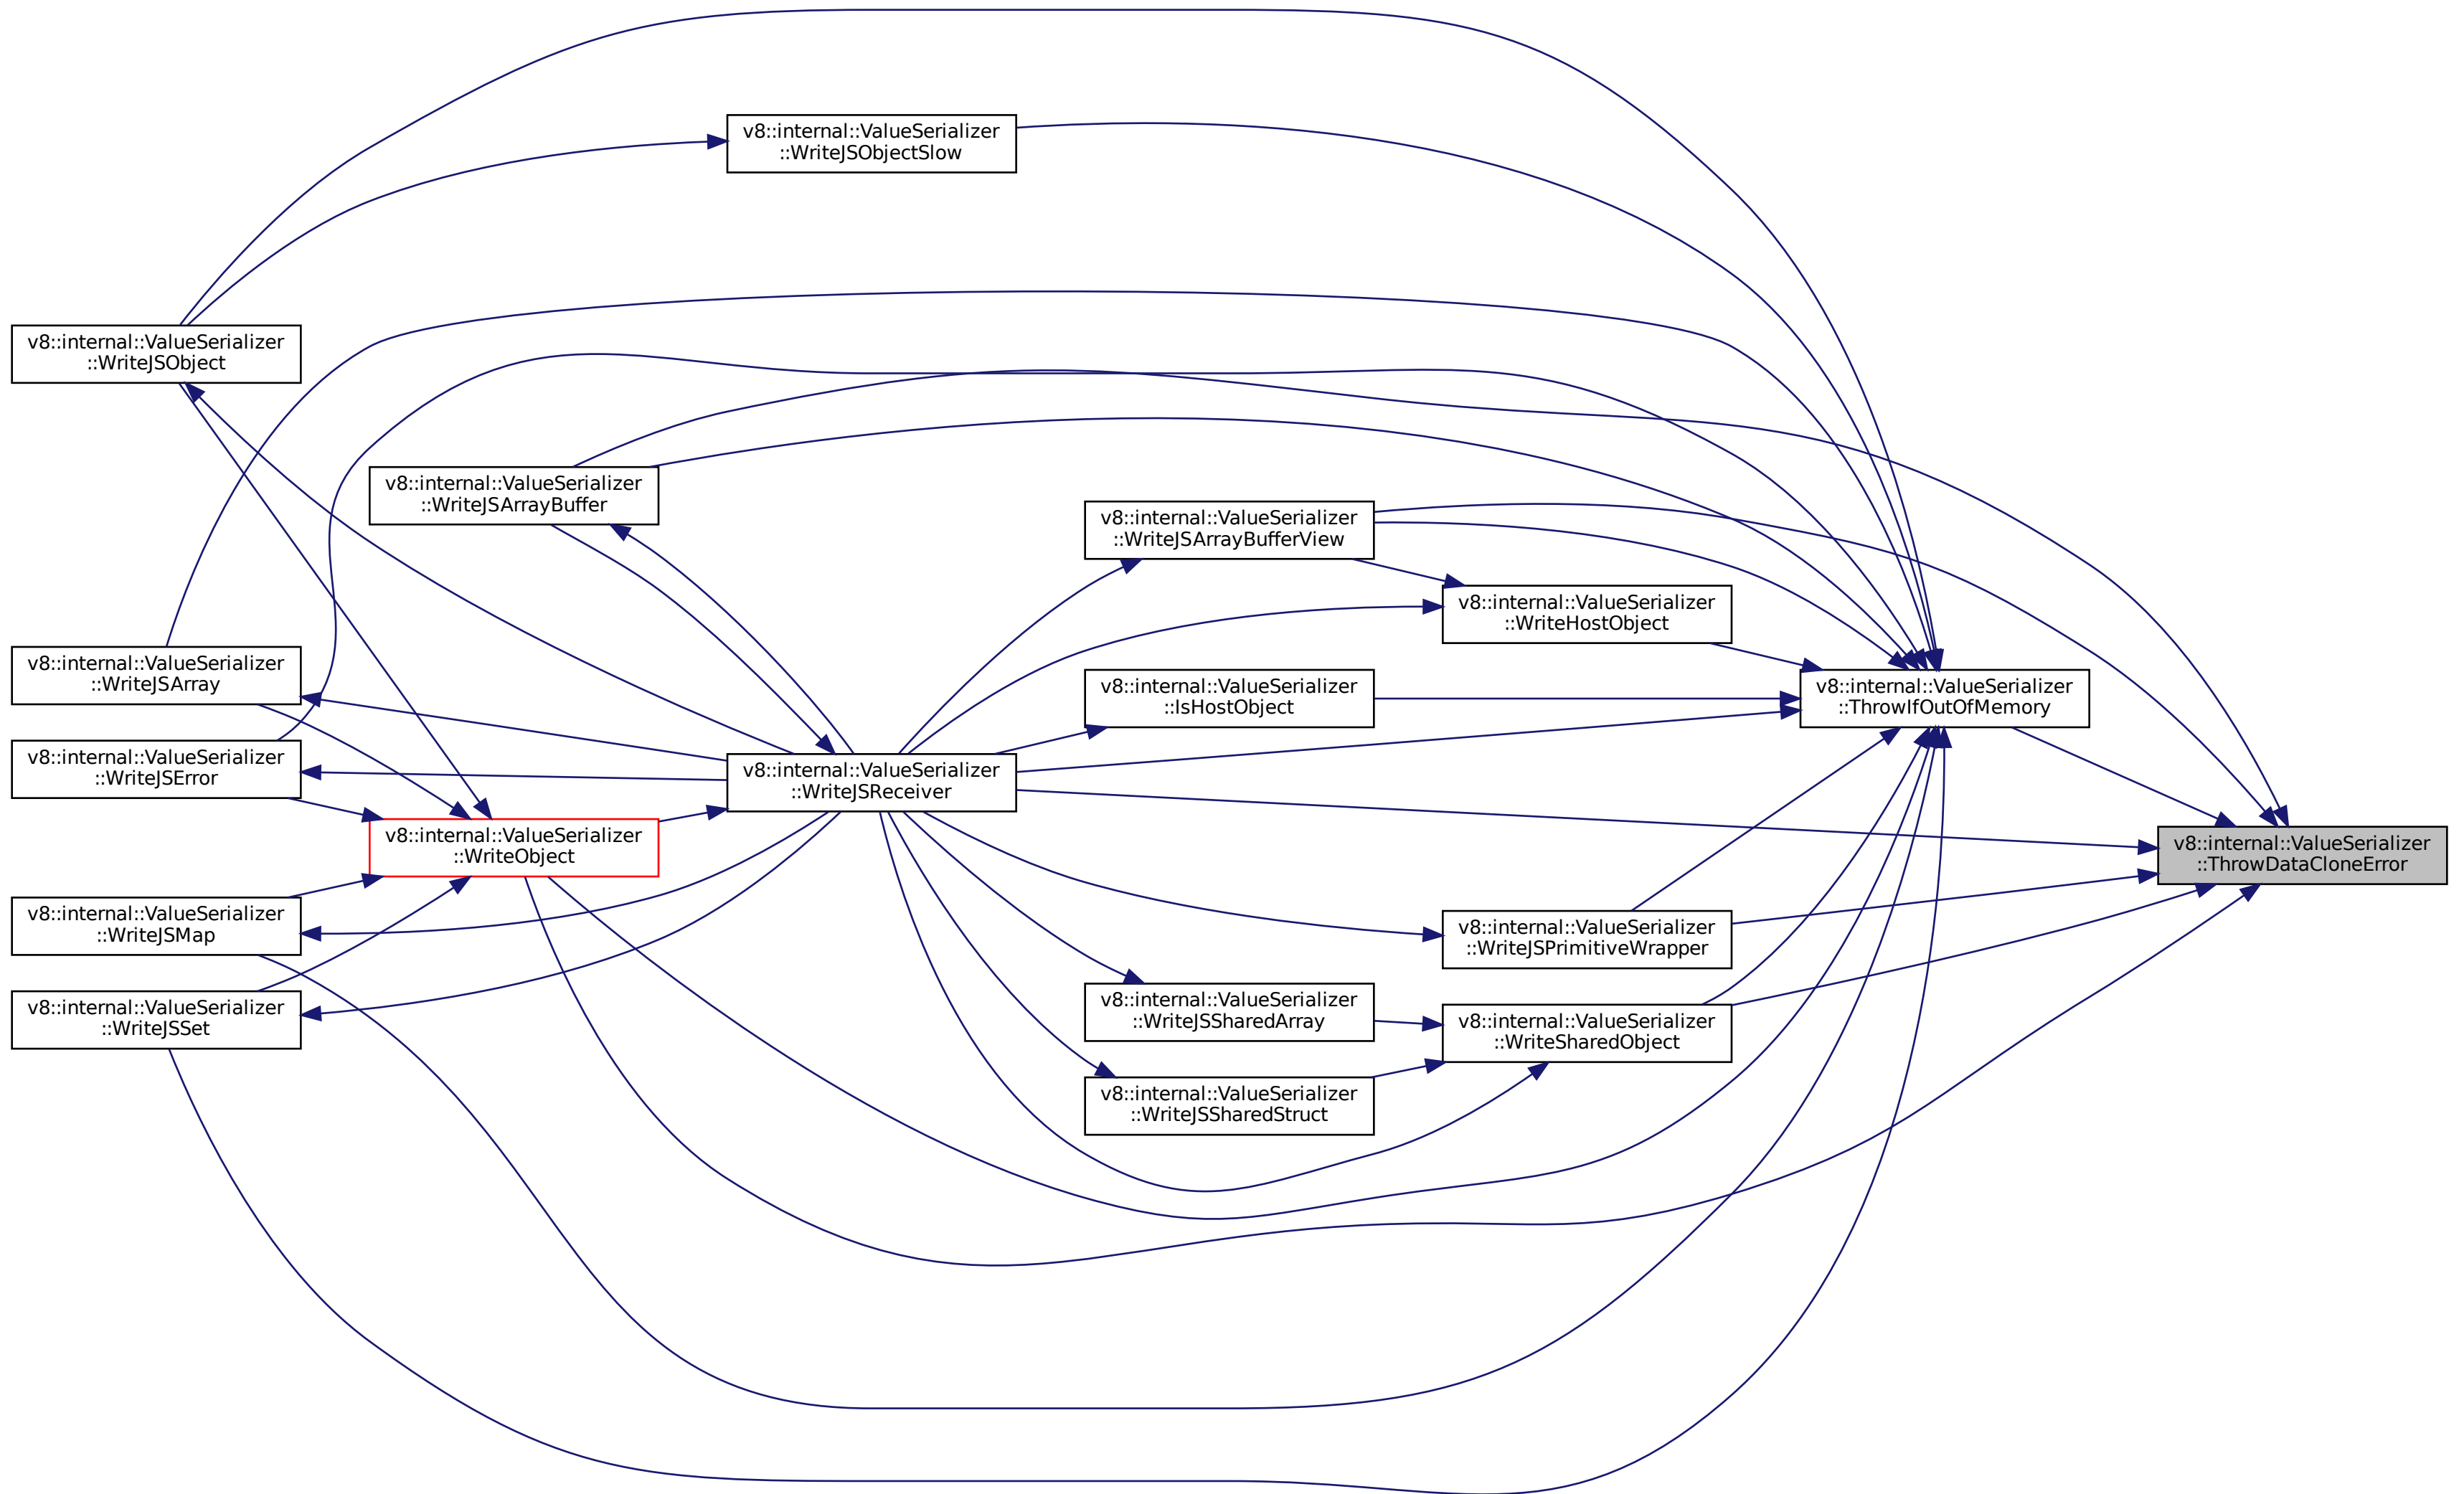 v8::internal::ValueSerializer
::WriteJSObjectSlow
v8::internal::ValueSerializer
::WriteJSObject
v8::internal::ValueSerializer
::WriteJSArrayBuffer
v8::internal::ValueSerializer
::WriteJSArrayBufferView
v8::internal::ValueSerializer
::WriteHostObject
v8::internal::ValueSerializer
::WriteJSArray
v8::internal::ValueSerializer
::IsHostObject
v8::internal::ValueSerializer
::ThrowIfOutOfMemory
v8::internal::ValueSerializer
::WriteJSError
v8::internal::ValueSerializer
::WriteJSReceiver
v8::internal::ValueSerializer
::WriteObject
v8::internal::ValueSerializer
::ThrowDataCloneError
v8::internal::ValueSerializer
::WriteJSMap
v8::internal::ValueSerializer
::WriteJSPrimitiveWrapper
v8::internal::ValueSerializer
::WriteJSSet
v8::internal::ValueSerializer
::WriteJSSharedArray
v8::internal::ValueSerializer
::WriteSharedObject
v8::internal::ValueSerializer
::WriteJSSharedStruct